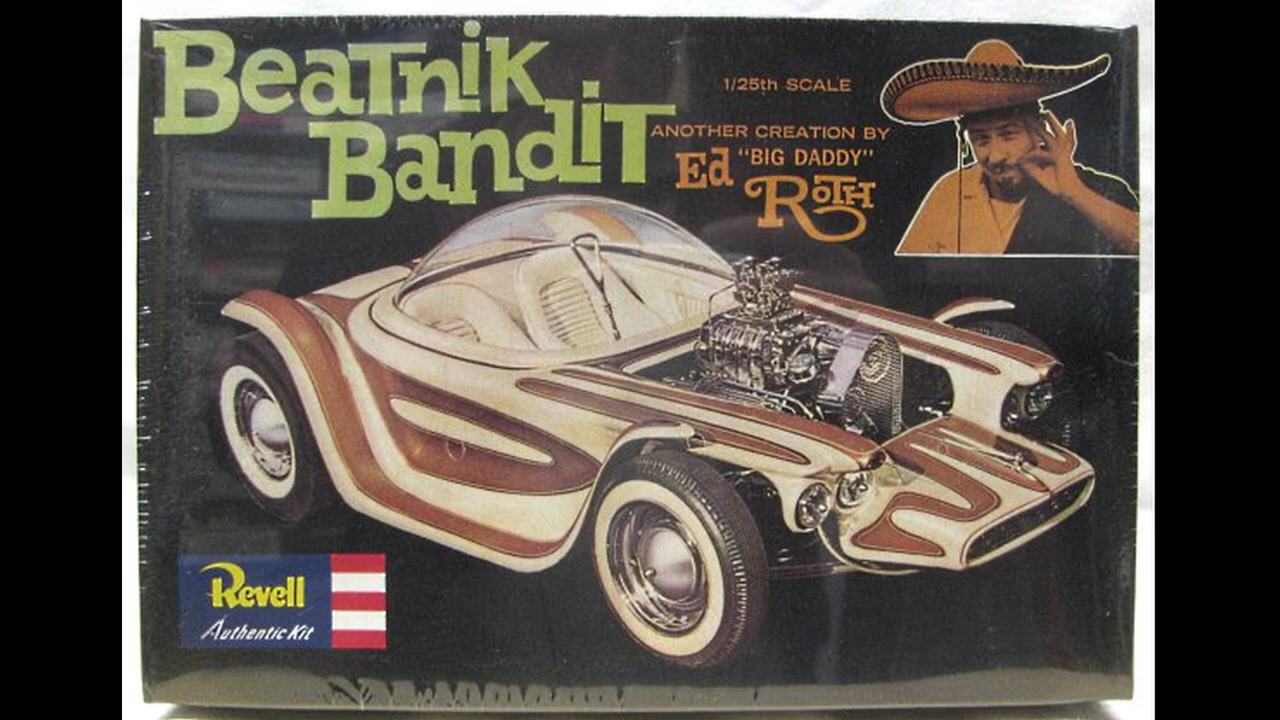 BeaTnik
BandiT
1/25th SCALE
ANOTHER CREATION BY
Ed "BIG DADDY"
ROTH
Revell
Authentic Kit